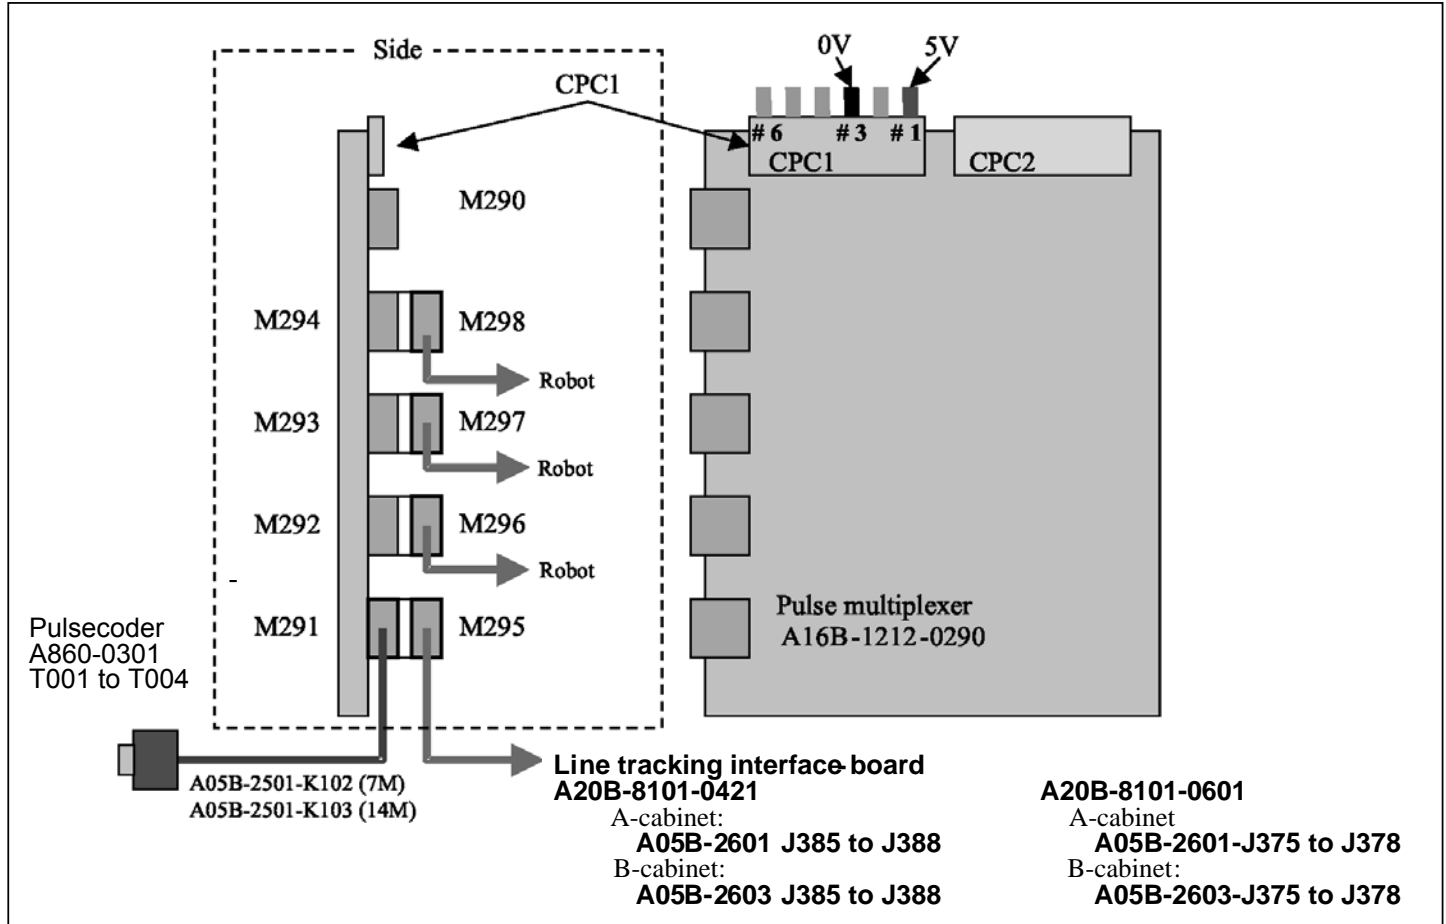 Side
0V
5V
CPC1
# 6
# 3
# 1
CPC1
CPC2
M290
M294
M298
Robot
M293
M297
Robot
M292
M296
Robot
-
M291
M295
Pulse multiplexer
A16B-1212-0290
Pulsecoder
A860-0301
T001 to T004
A05B-2501-K102 (7M)
A05B-2501-K103 (14M)
Line tracking interface-board
A20B-8101-0421
A-cabinet:
A05B-2601 J385 to J388
B-cabinet:
A05B-2603 J385 to J388
A20B-8101-0601
A-cabinet
A05B-2601-J375 to J378
B-cabinet:
A05B-2603-J375 to J378